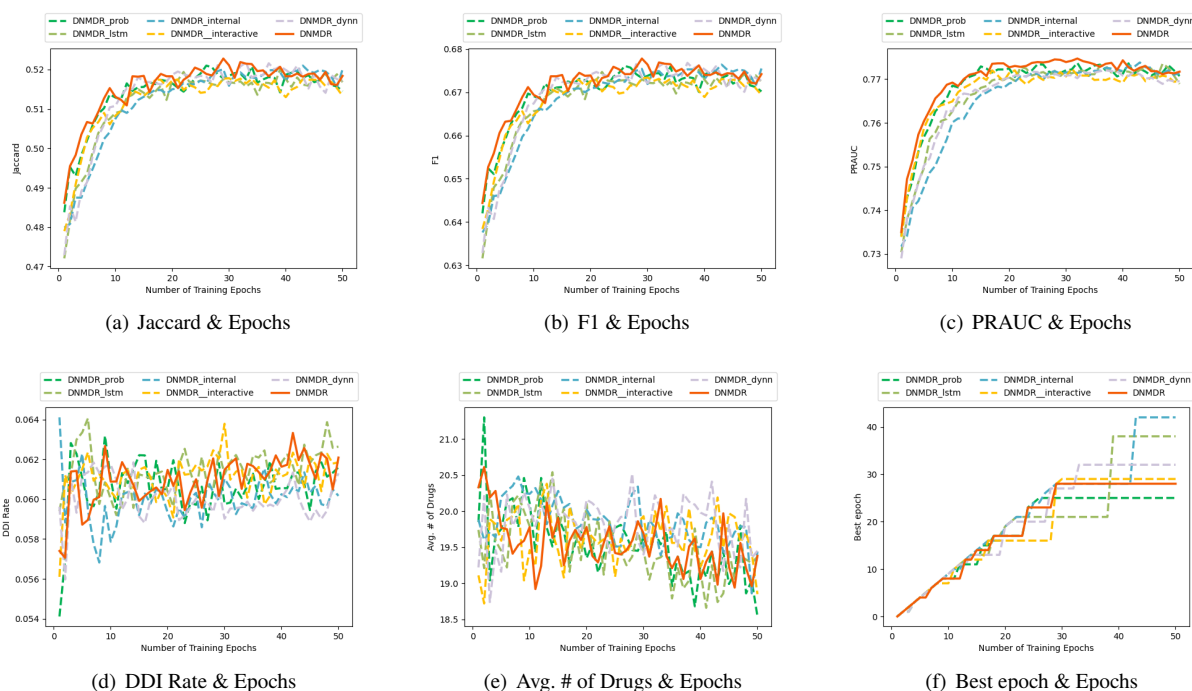 DNMDR_prob DNMDR_internal DNMDR_dynn
DNMDR_lstm DNMDR__interactive DNMDR
0.52
0.51
0.50
0.49
0.48
0.47
Jaccard
0 10 20 30 40 50
Number of Training Epochs
(a) Jaccard & Epochs
DNMDR_prob DNMDR_internal DNMDR_dynn
DNMDR_lstm DNMDR__interactive DNMDR
0.68
0.67
0.66
0.65
0.64
0.63
F1
0 10 20 30 40 50
Number of Training Epochs
(b) F1 & Epochs
DNMDR_prob DNMDR_internal DNMDR_dynn
DNMDR_lstm DNMDR__interactive DNMDR
0.77
0.76
0.75
0.74
0.73
PRAUC
0 10 20 30 40 50
Number of Training Epochs
(c) PRAUC & Epochs
DNMDR_prob DNMDR_internal DNMDR_dynn
DNMDR_lstm DNMDR__interactive DNMDR
0.064
0.062
0.060
0.058
0.056
0.054
DDI Rate
0 10 20 30 40 50
Number of Training Epochs
(d) DDI Rate & Epochs
DNMDR_prob DNMDR_internal DNMDR_dynn
DNMDR_lstm DNMDR__interactive DNMDR
21.0
20.5
20.0
19.5
19.0
18.5
Avg. # of Drugs
0 10 20 30 40 50
Number of Training Epochs
(e) Avg. # of Drugs & Epochs
DNMDR_prob DNMDR_internal DNMDR_dynn
DNMDR_lstm DNMDR__interactive DNMDR
40
30
20
10
0
Best epoch
0 10 20 30 40 50
Number of Training Epochs
(f) Best epoch & Epochs